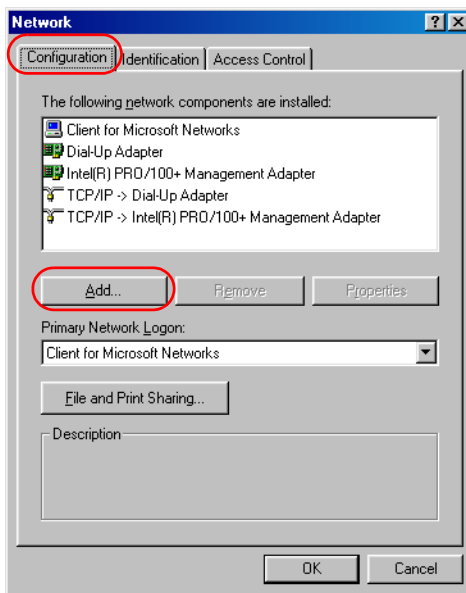 Network
Configuration Identification Access Control
The following network components are installed:
Client for Microsoft Networks
Dial-Up Adapter
Intel(R) PRO/100+ Management Adapter
TCP/IP -> Dial-Up Adapter
TCP/IP -> Intel(R) PRO/100+ Management Adapter
Add... Remove Properties
Primary Network Logon:
Client for Microsoft Networks
File and Print Sharing...
Description
OK Cancel